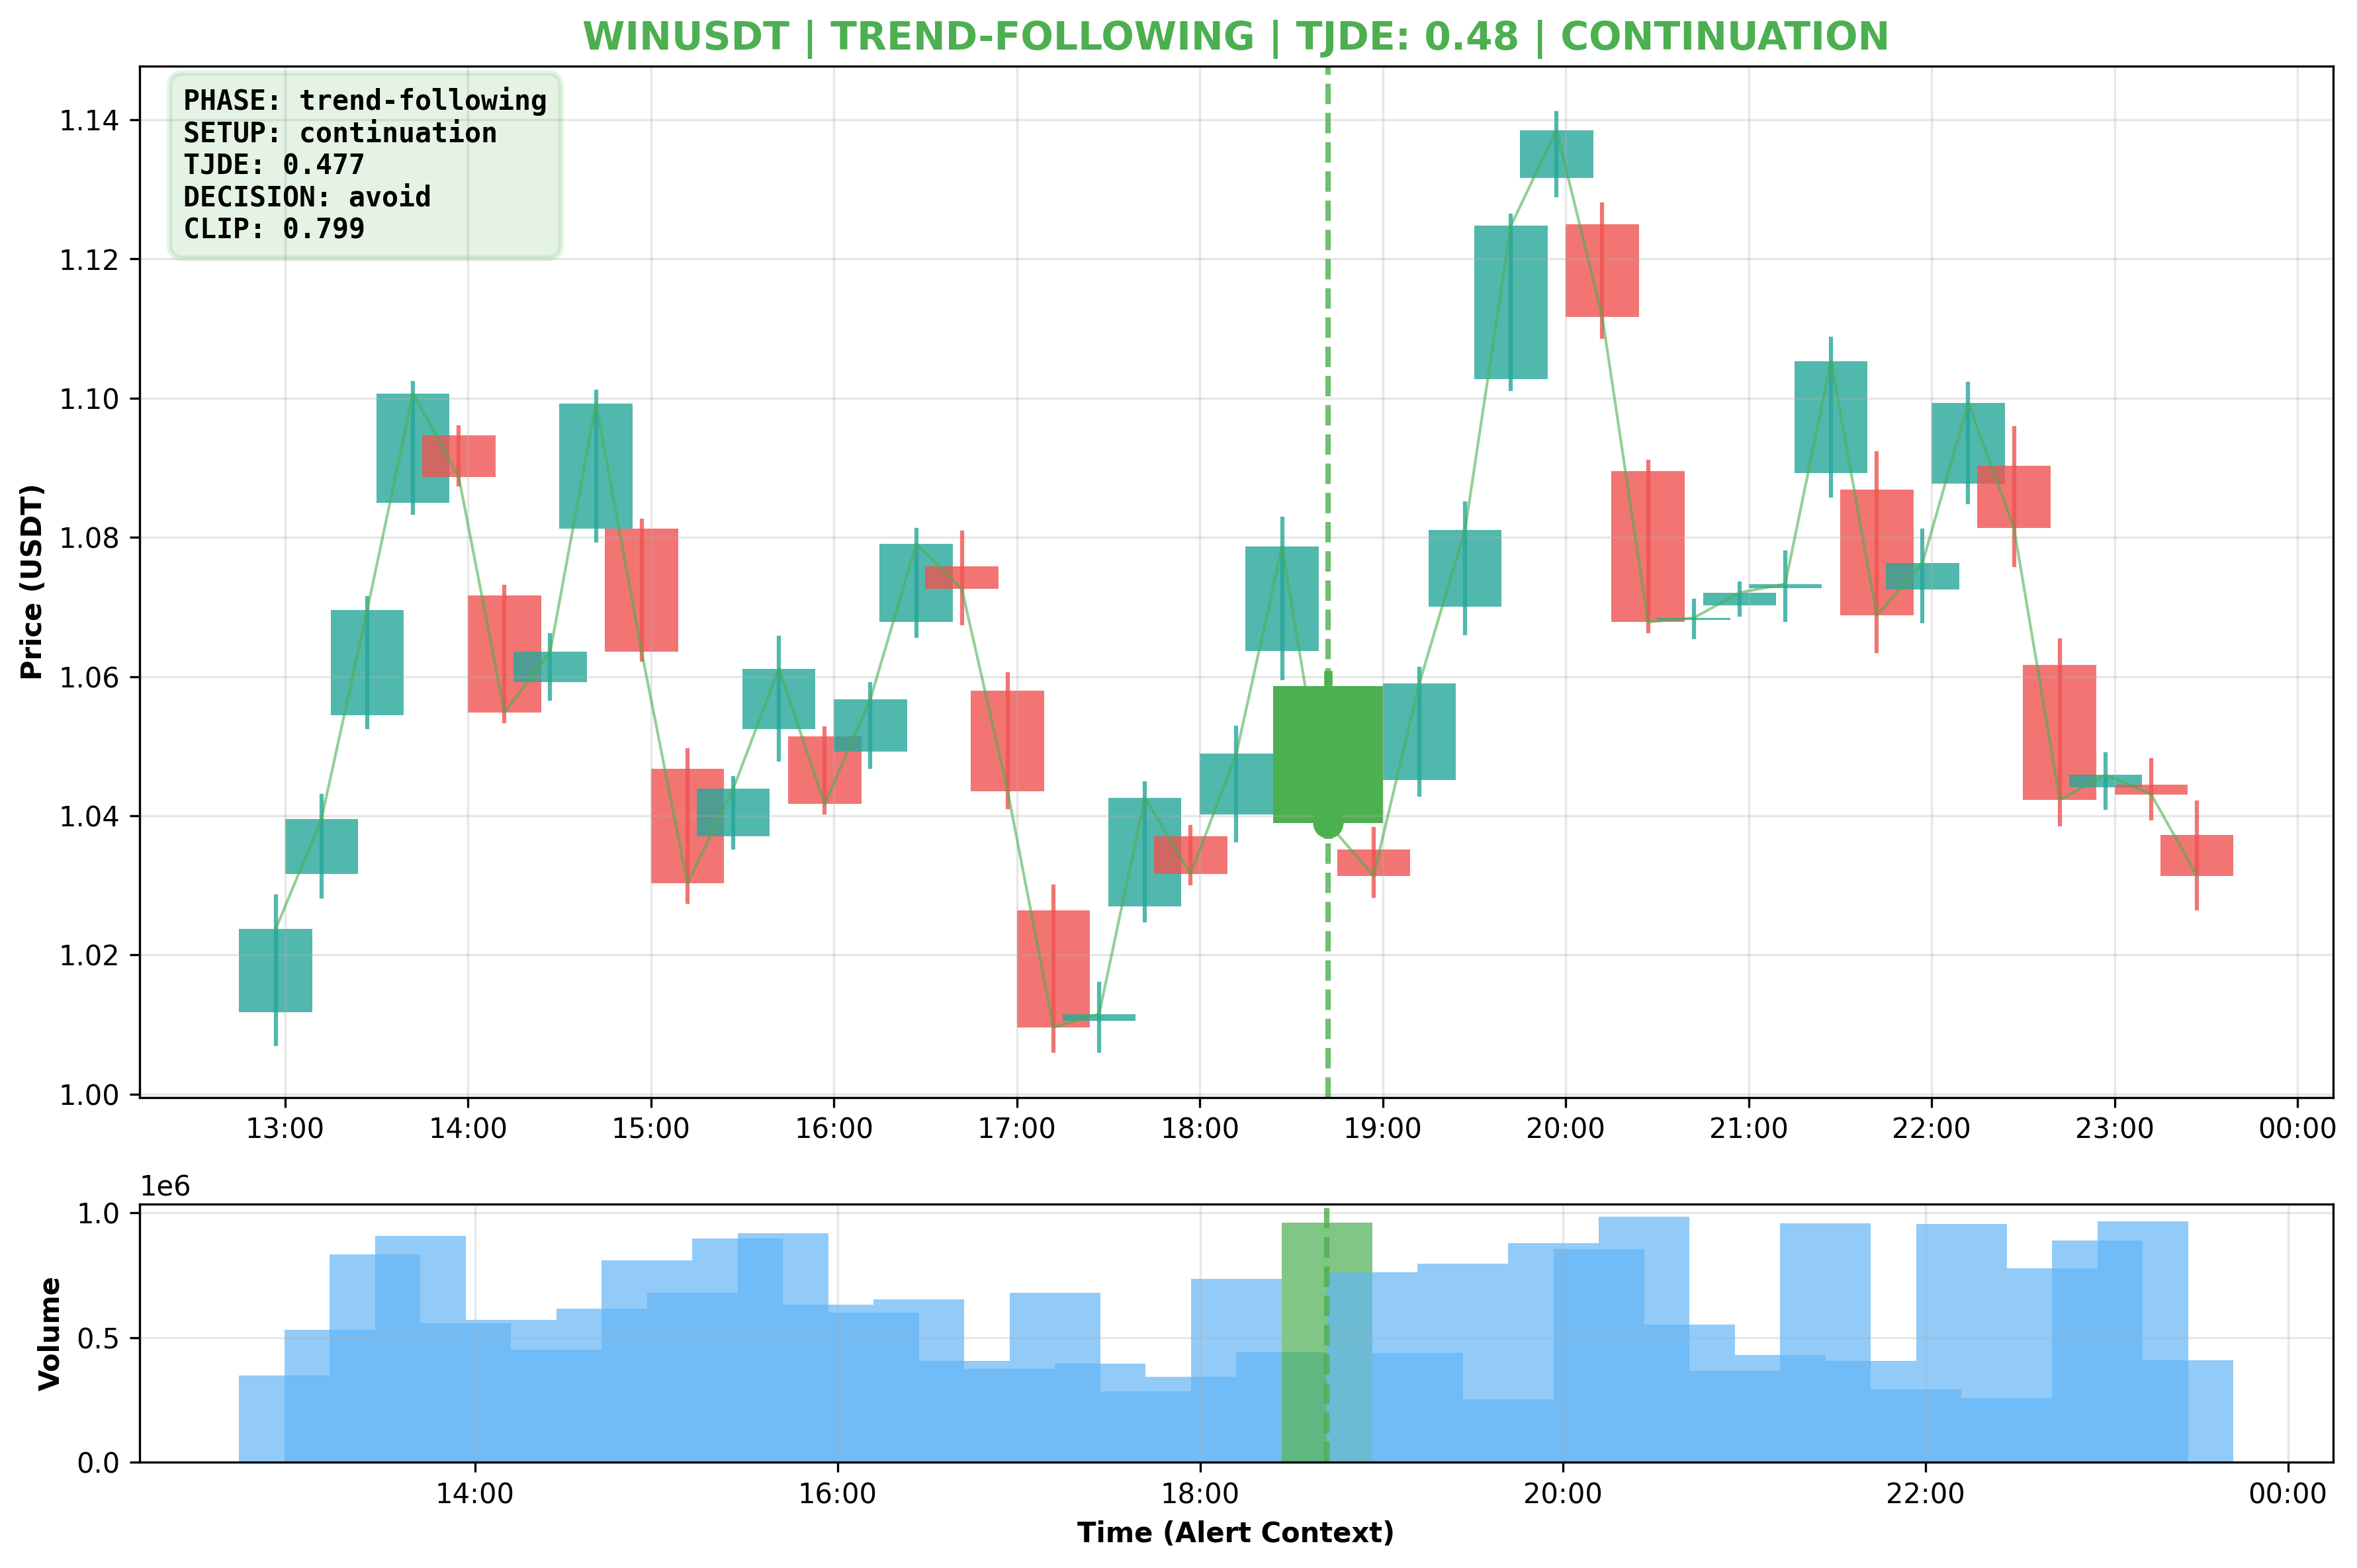 WINUSDT | TREND-FOLLOWING | TJDE: 0.48 | CONTINUATION
PHASE: trend-following
SETUP: continuation
TJDE: 0.477
DECISION: avoid
CLIP: 0.799
Price (USDT)
1.14
1.12
1.10
1.08
1.06
1.04
1.02
1.00
13:00 14:00 15:00 16:00 17:00 18:00 19:00 20:00 21:00 22:00 23:00 00:00
1e6
Volume
1.0
0.5
0.0
14:00 16:00 18:00 20:00 22:00 00:00
Time (Alert Context)